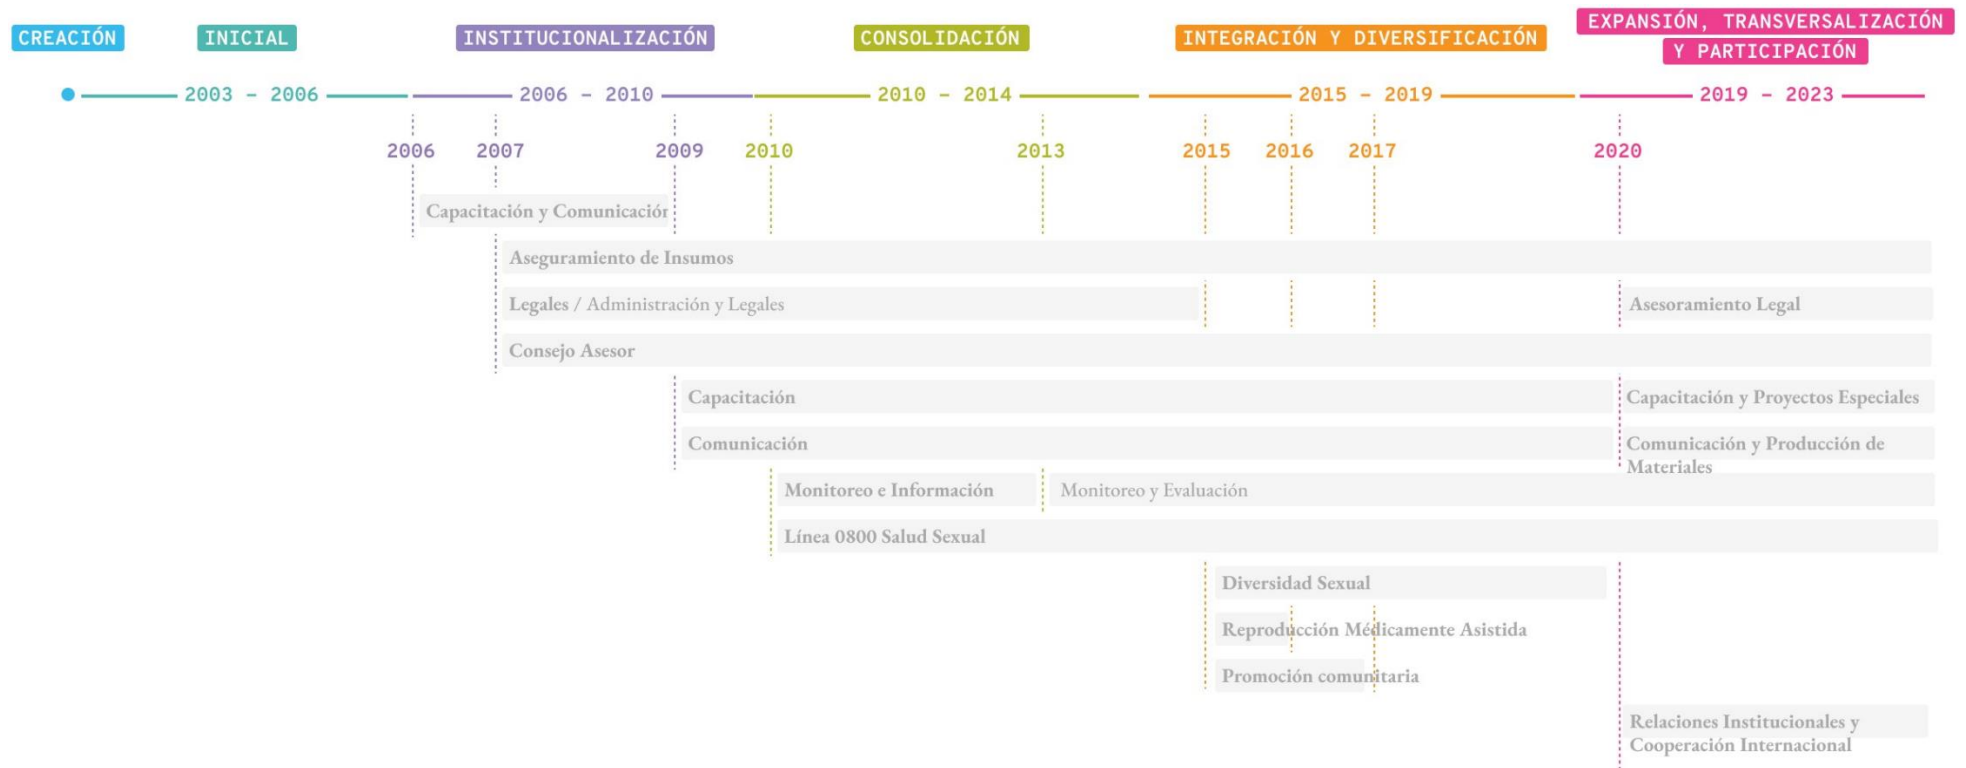 CREACIÓN
INICIAL
INSTITUCIONALIZACIÓN
CONSOLIDACIÓN
INTEGRACIÓN Y DIVERSIFICACIÓN
EXPANSIÓN, TRANSVERSALIZACIÓN
Y PARTICIPACIÓN
2003 – 2006
2006 – 2010
2010 – 2014
2015 – 2019
2019 – 2023
2006
2007
2009
2010
2013
2015
2016
2017
2020
Capacitación y Comunicación
Aseguramiento de Insumos
Legales / Administración y Legales
Asesoramiento Legal
Consejo Asesor
Capacitación
Capacitación y Proyectos Especiales
Comunicación
Comunicación y Producción de
Materiales
Monitoreo e Información
Monitoreo y Evaluación
Línea 0800 Salud Sexual
Diversidad Sexual
Reproducción Médicamente Asistida
Promoción comunitaria
Relaciones Institucionales y
Cooperación Internacional